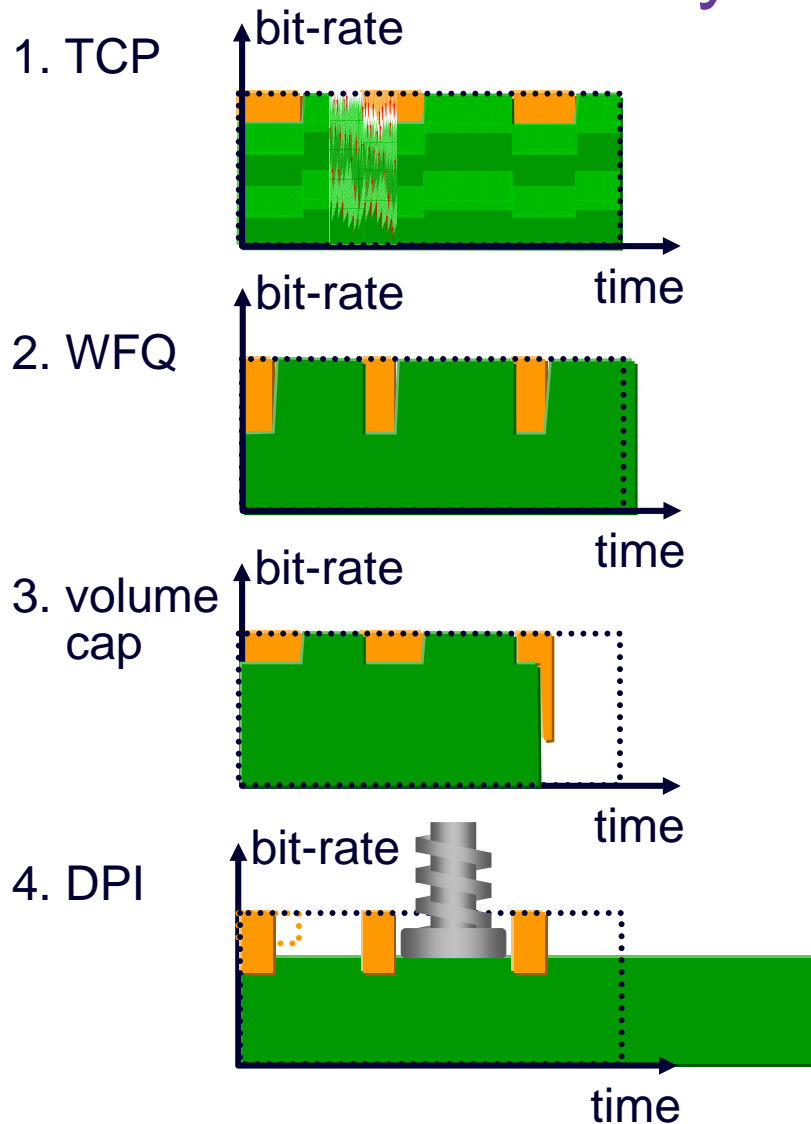 y
bit-rate
1. TCP
time
bit-rate
2. WFQ
time
bit-rate
3. volume
cap
time
bit-rate
4. DPI
time